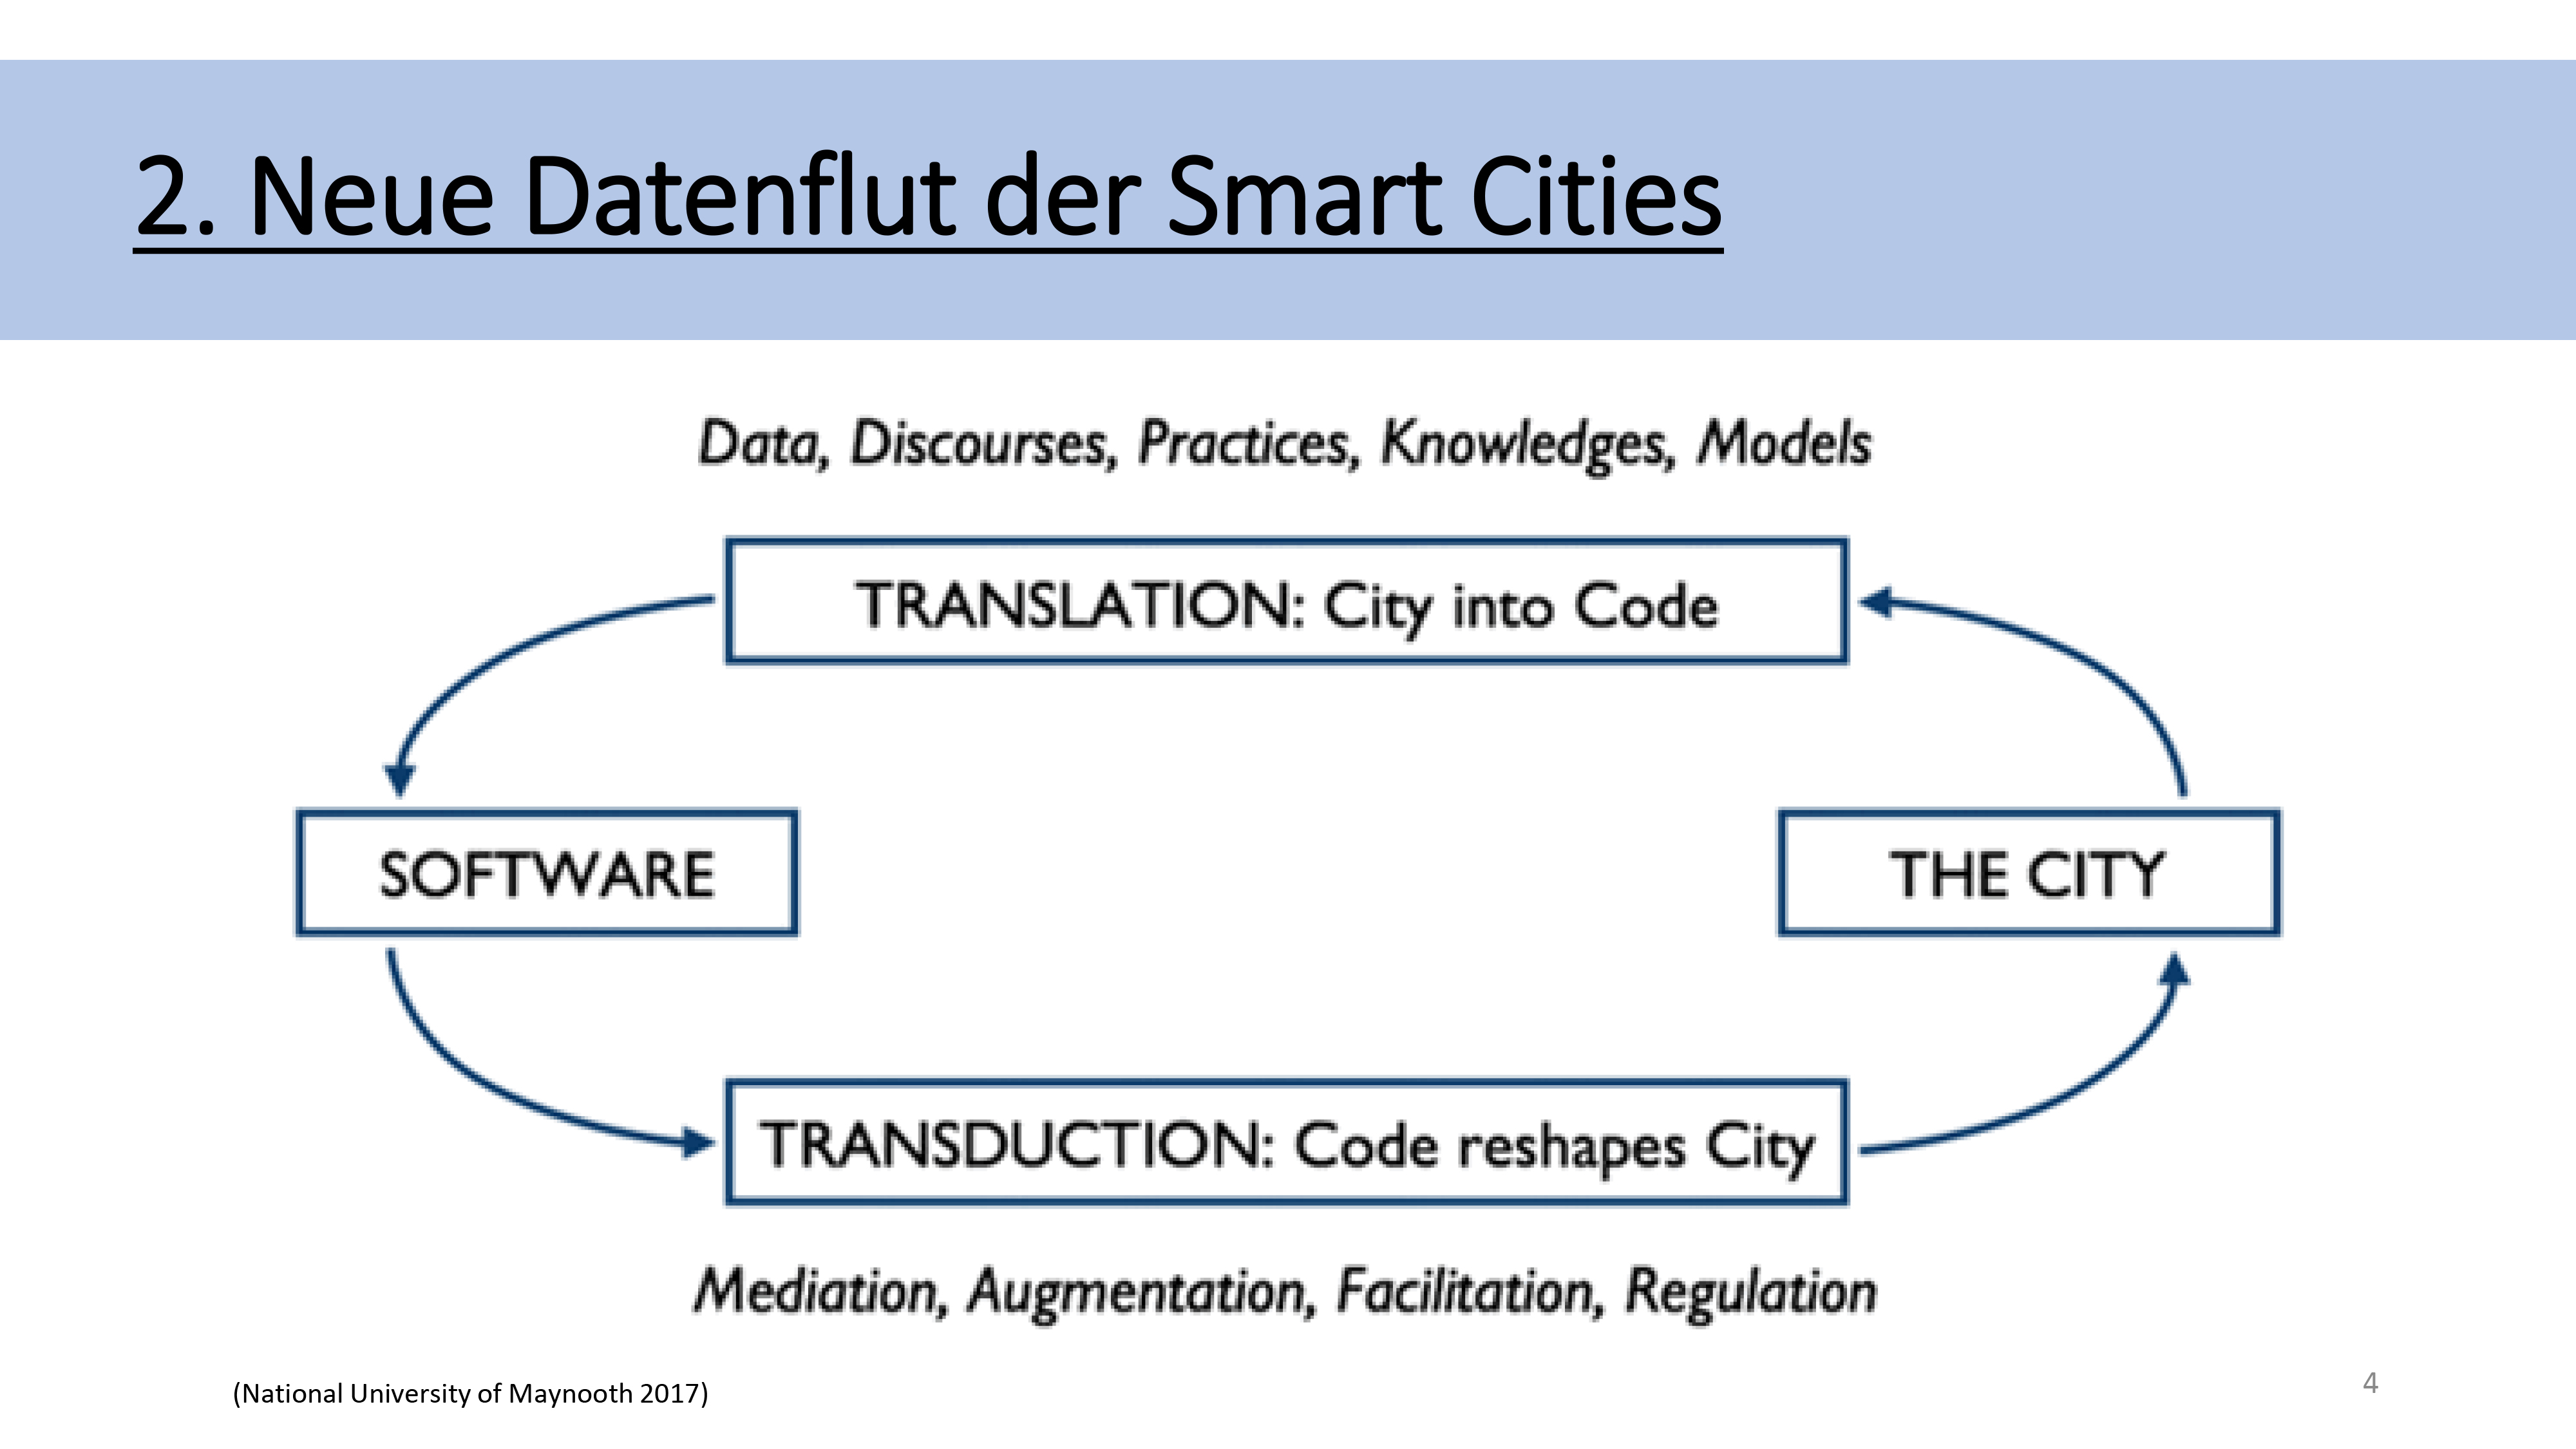 2. Neue Datenflut der Smart Cities
Data, Discourses, Practices, Knowledges, Models
TRANSLATION: City into Code
SOFTWARE
THE CITY
TRANSDUCTION: Code reshapes City
Mediation, Augmentation, Facilitation, Regulation
(National University of Maynooth 2017)
4